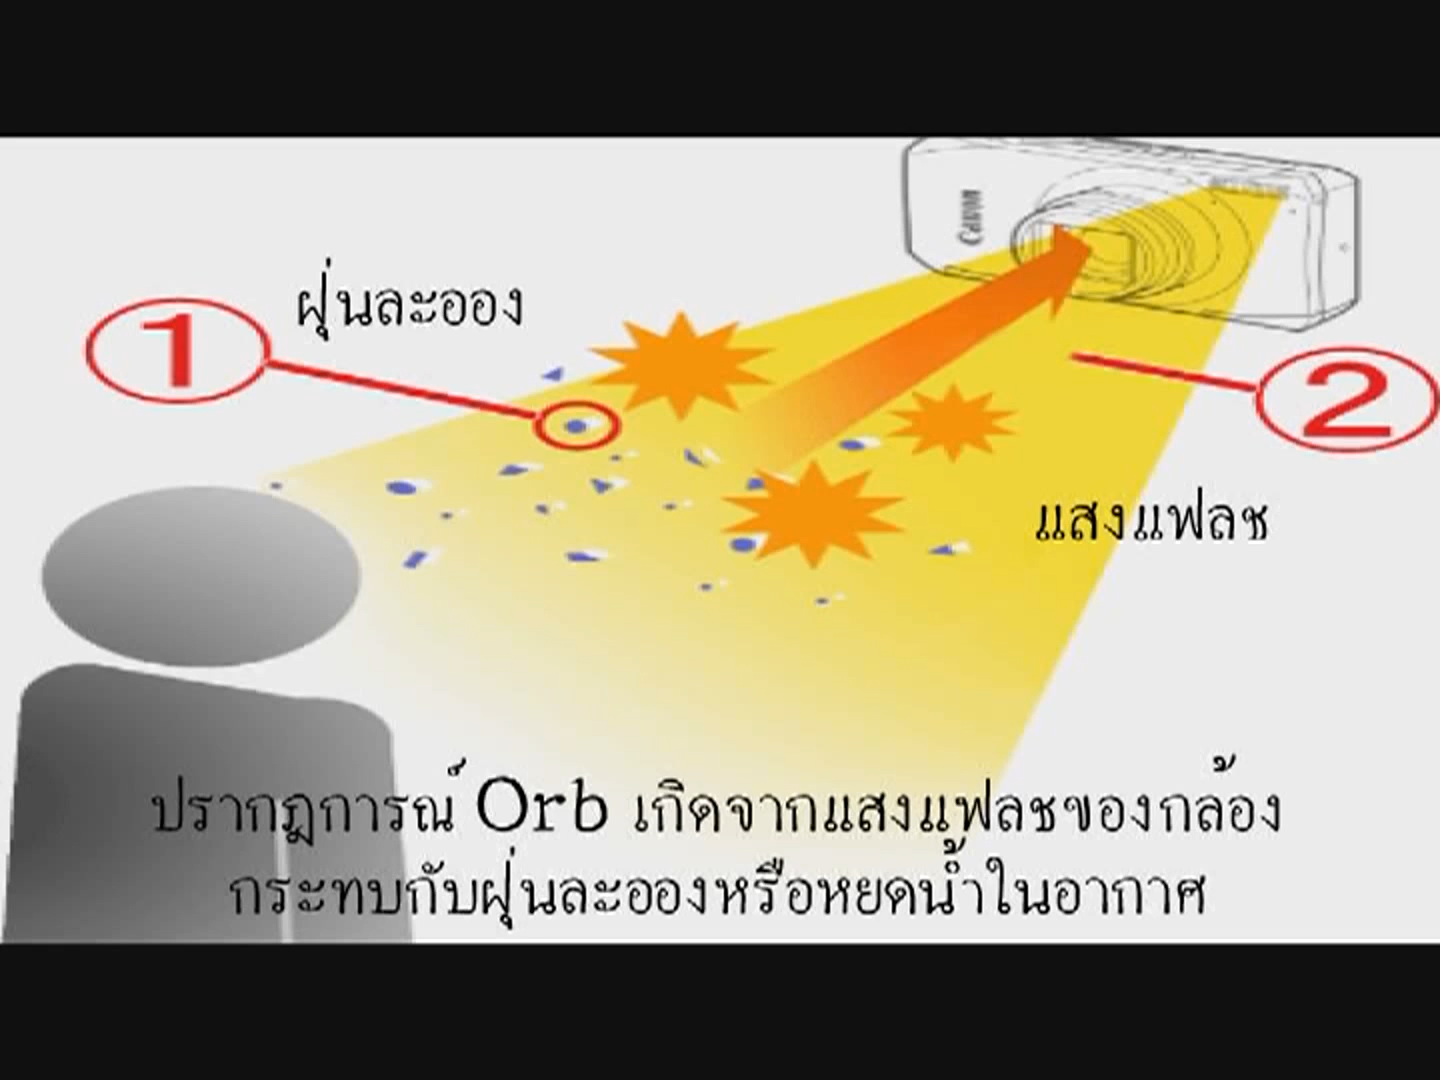 Canon
ฝุ่นละออง
1
2
แสงแฟลช
ปรากฏการณ์ Orb เกิดจากแสงแฟลชของกล้อง
กระทบกับฝุ่นละอองหรือหยดน้ำในอากาศ